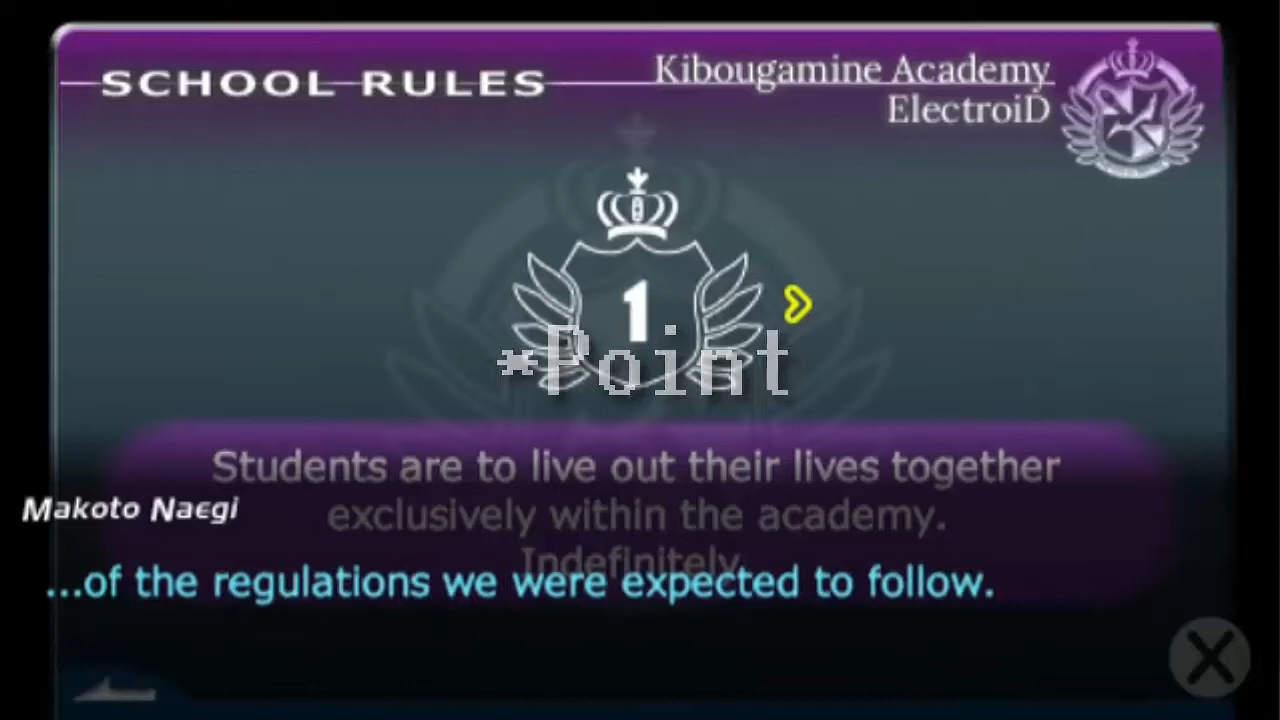 SCHOOL RULES
Kibougamine Academy
ElectroiD
1
*Point
Students are to live out their lives together
exclusively within the academy.
Indefinitely.
Makoto Naegi
...of the regulations we were expected to follow.
X